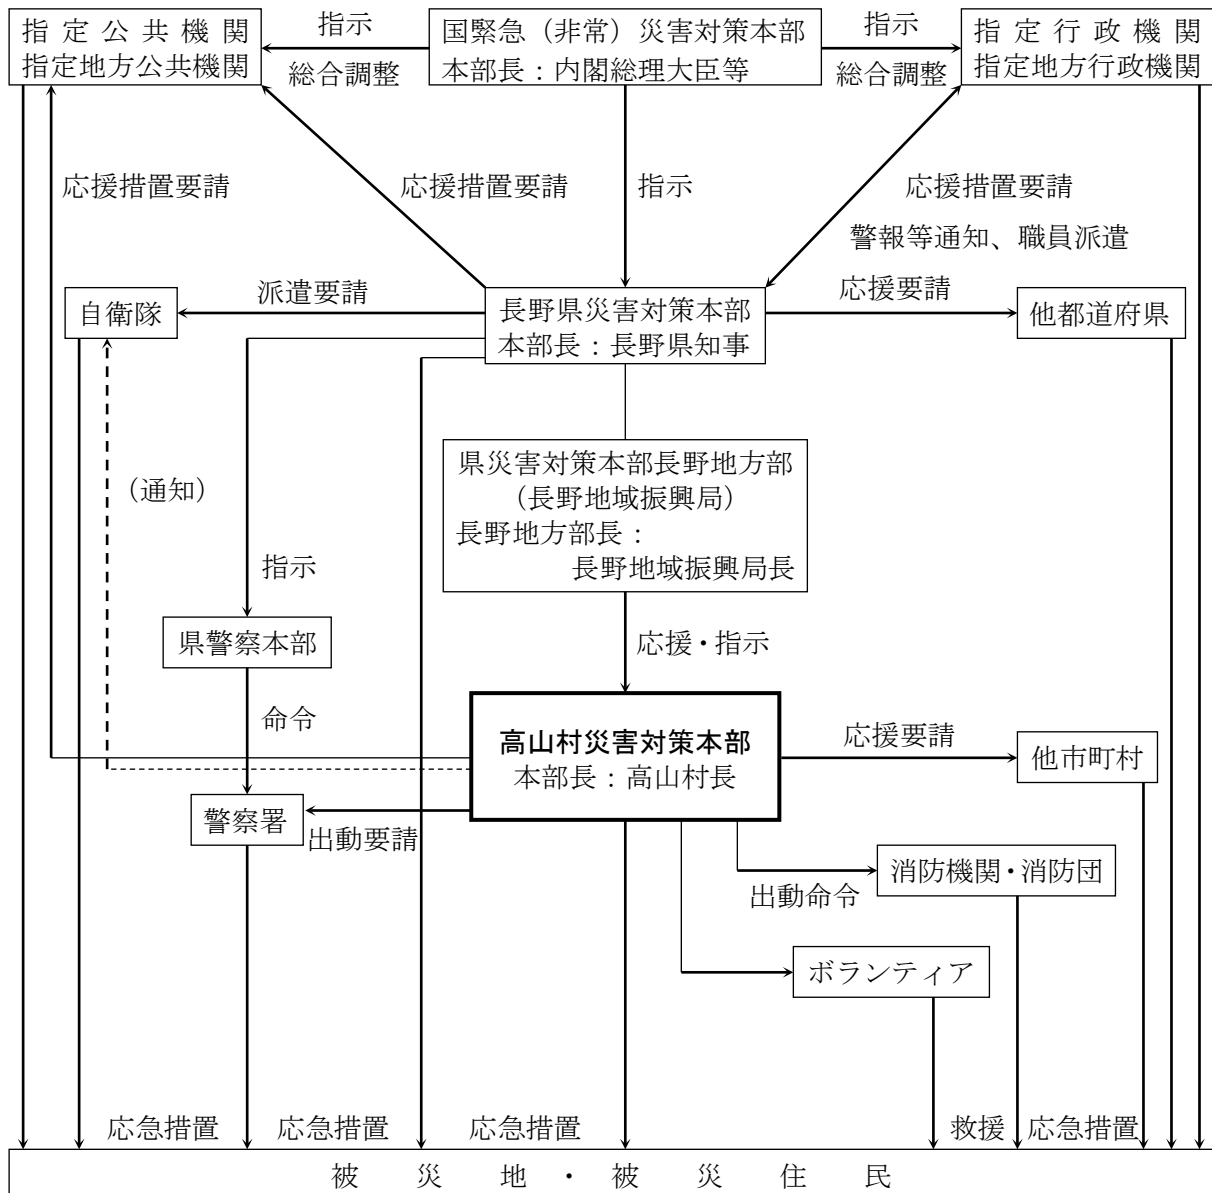 指定公共機関
指定地方公共機関
指示
総合調整
国緊急（非常）災害対策本部
本部長：内閣総理大臣等
指示
総合調整
指定行政機関
指定地方行政機関
応援措置要請
応援措置要請
指示
応援措置要請
警報等通知、職員派遣
自衛隊
派遣要請
長野県災害対策本部
本部長：長野県知事
応援要請
他都道府県
（通知）
県災害対策本部長野地方部
（長野地域振興局）
長野地方部長：
長野地域振興局長
指示
県警察本部
応援・指示
命令
高山村災害対策本部
本部長：高山村長
応援要請
他市町村
警察署
出動要請
消防機関・消防団
出動命令
ボランティア
応急措置
応急措置
応急措置
救援
応急措置
被災地・被災住民